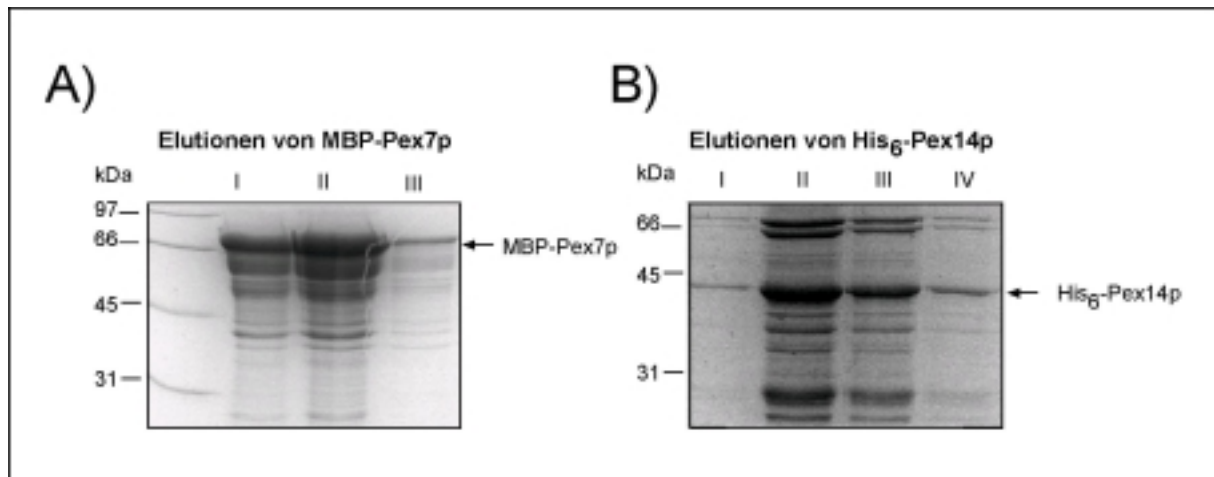 A)
Elutionen von MBP-Pex7p
kDa
I II III
97
66
45
31
MBP-Pex7p
B)
Elutionen von His6-Pex14p
kDa
I II III IV
66
45
31
His6-Pex14p